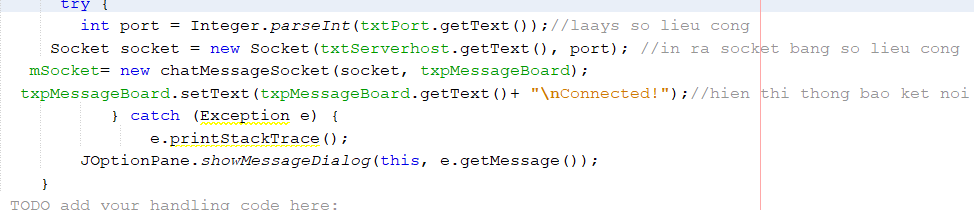 try {
int port = Integer.parseInt(txtPort.getText());//laays so lieu cong
Socket socket = new Socket(txtServerhost.getText(), port); //in ra socket bang so lieu cong
mSocket= new chatMessageSocket(socket, txpMessageBoard);
txpMessageBoard.setText(txpMessageBoard.getText()+ "\nConnected!");//hien thi thong bao ket noi
} catch (Exception e) {
e.printStackTrace();
JOptionPane.showMessageDialog(this, e.getMessage());
}
TODO add your handling code here: